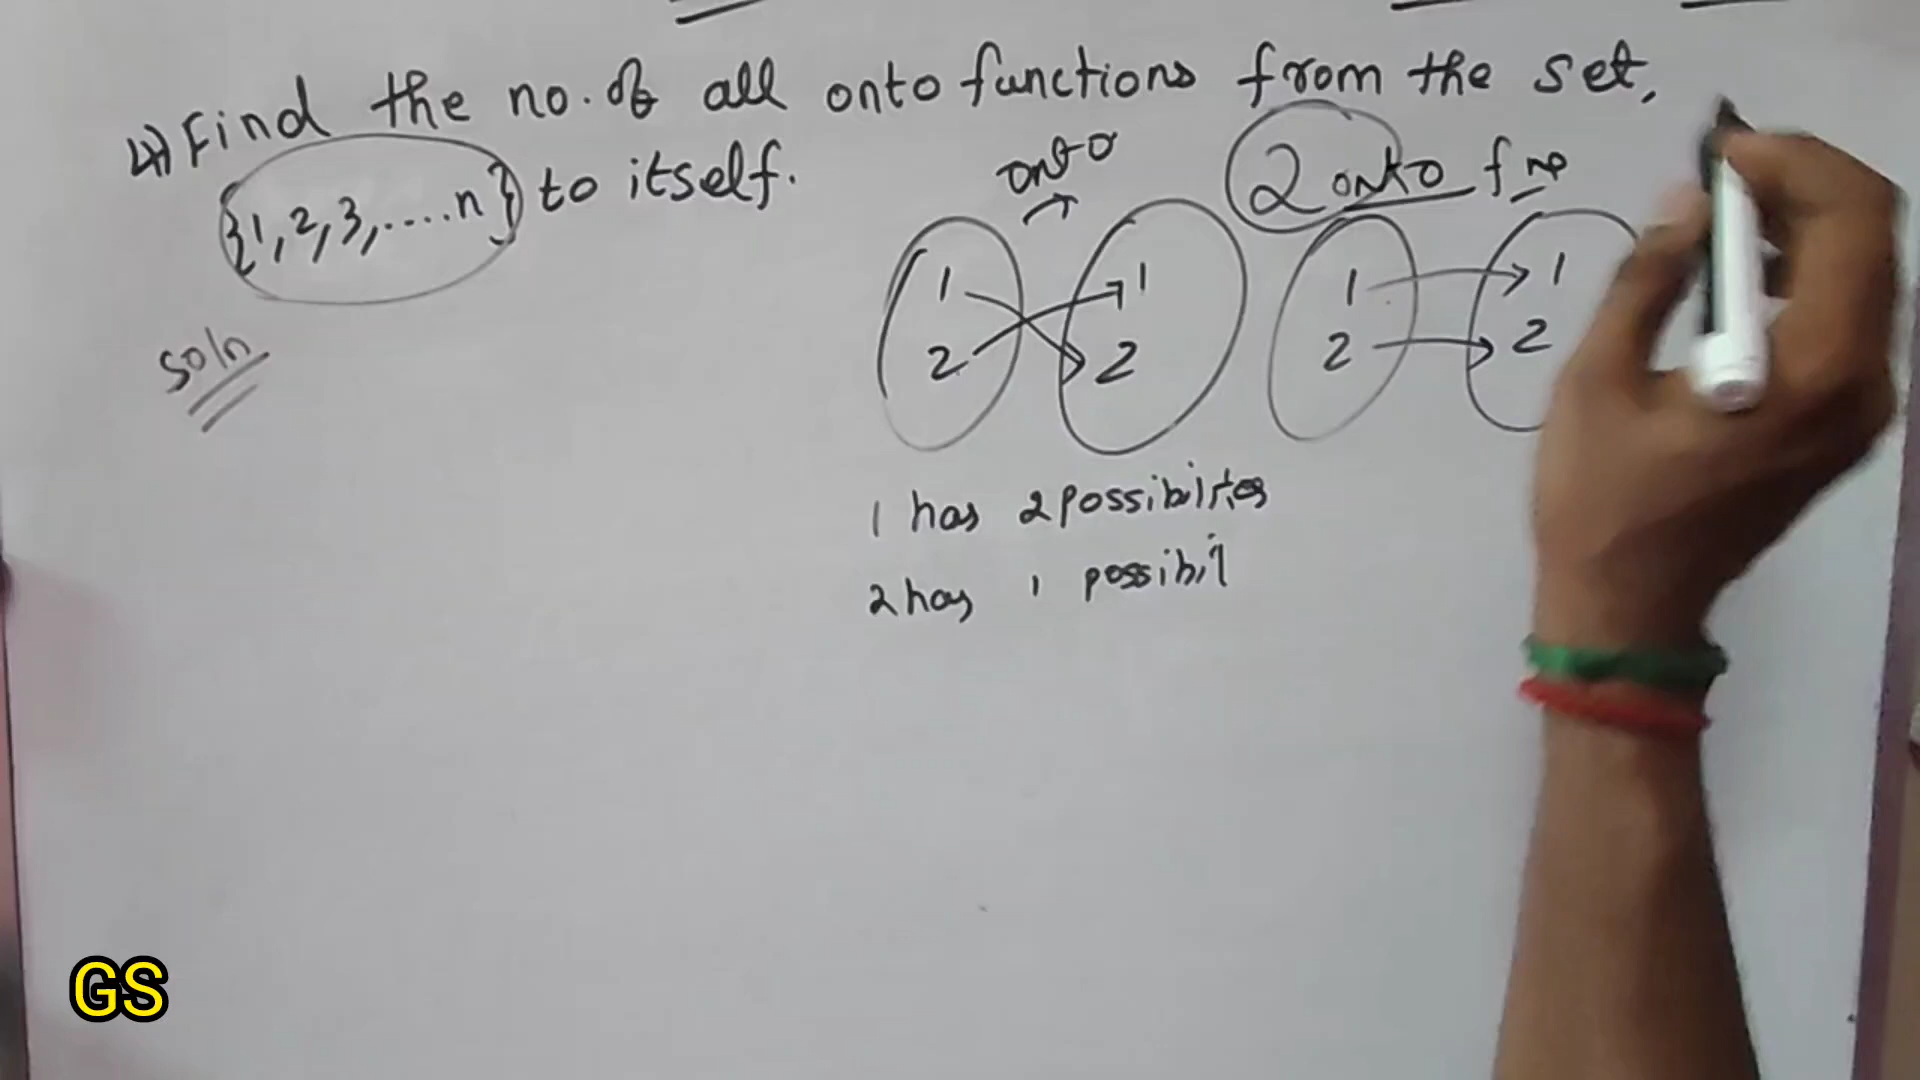 4) Find the no. of all onto functions from the set,
{1, 2, 3, .... n} to itself.
onto
2 onto fns
Soln
1 1
2 2
1 1
2 2
1 has 2 possibilites
2 has 1 possibil
GS